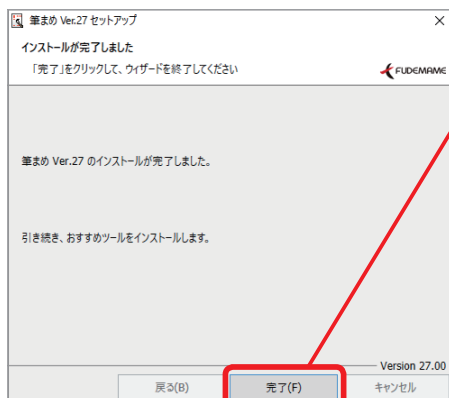 筆まめ Ver.27 セットアップ
インストールが完了しました
「完了」をクリックして、ウィザードを終了してください
FUDEMAME
筆まめ Ver.27 のインストールが完了しました。
引き続き、おすすめツールをインストールします。
Version 27.00
戻る(B) 完了(F) キャンセル